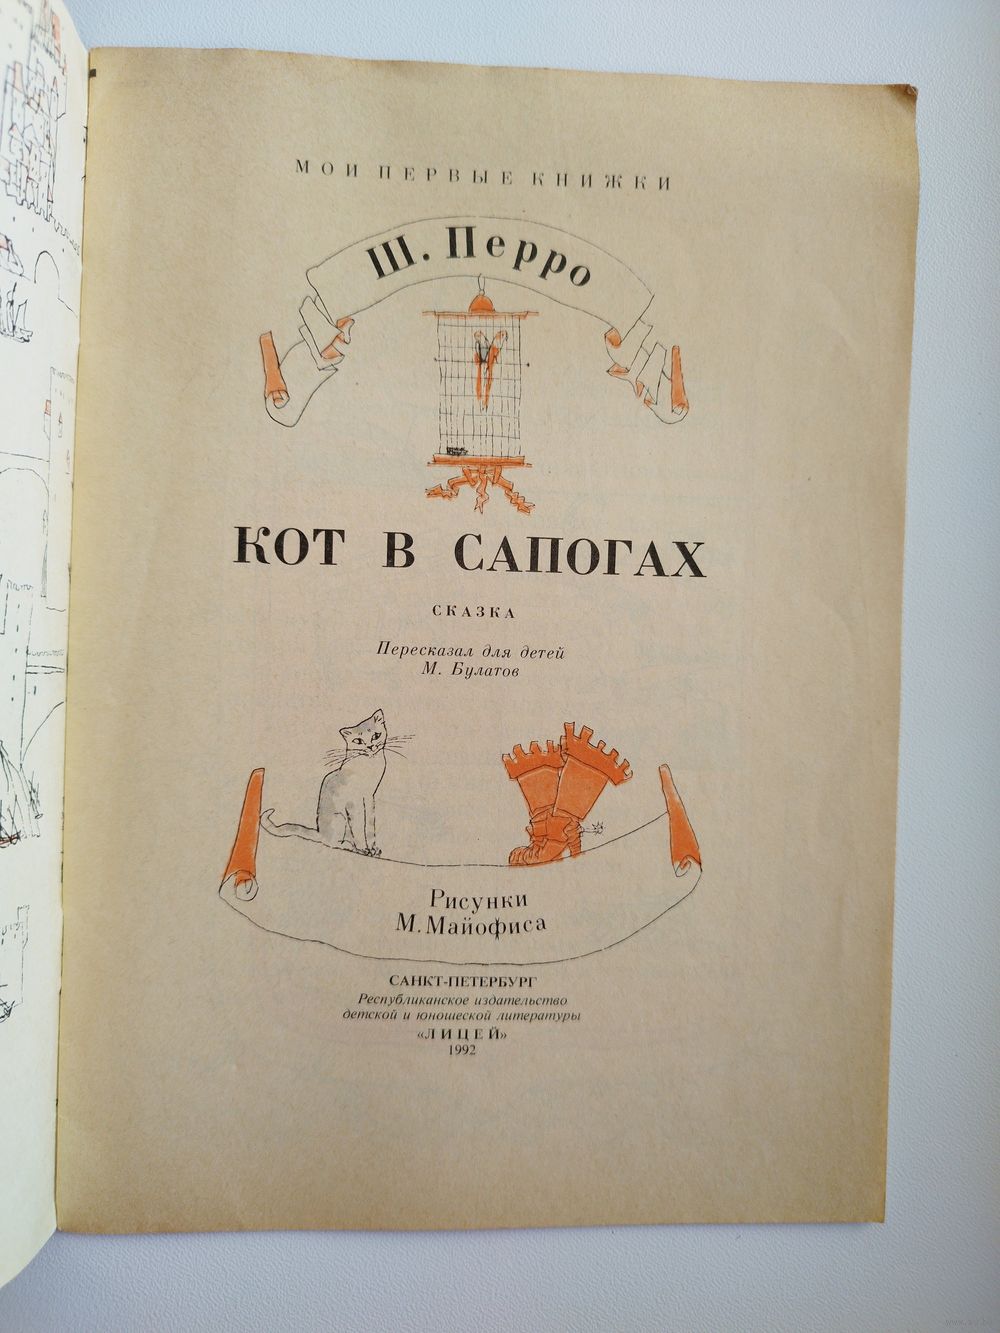 МОИ ПЕРВЫЕ КНИЖКИ
Ш. Перро
КОТ В САПОГАХ
СКАЗКА
Пересказал для детей
М. Булатов
Рисунки
М. Майофиса
САНКТ-ПЕТЕРБУРГ
Республиканское издательство
детской и юношеской литературы
«ЛИЦЕЙ»
1992